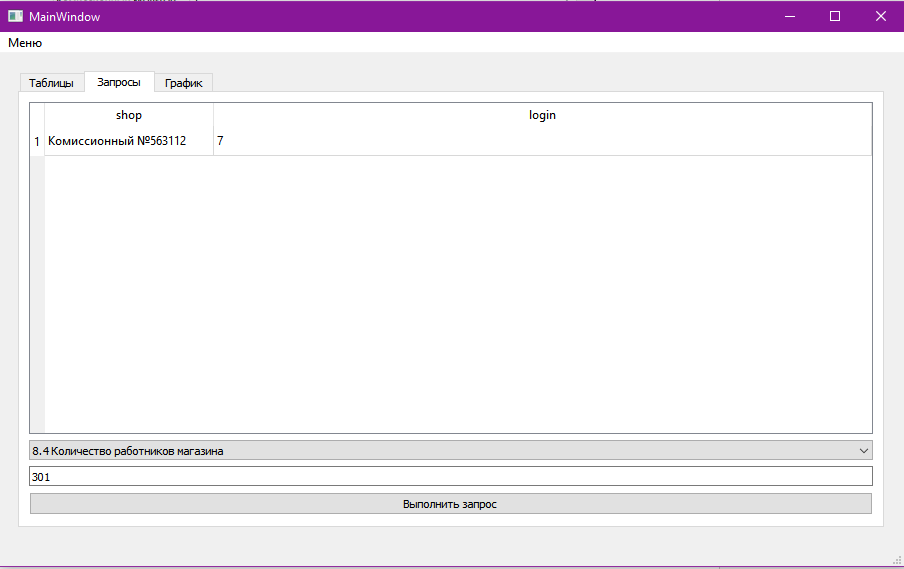 MainWindow
Меню
Таблицы Запросы График
shop login
1 Комиссионный №563112 7
8.4 Количество работников магазина
301
Выполнить запрос